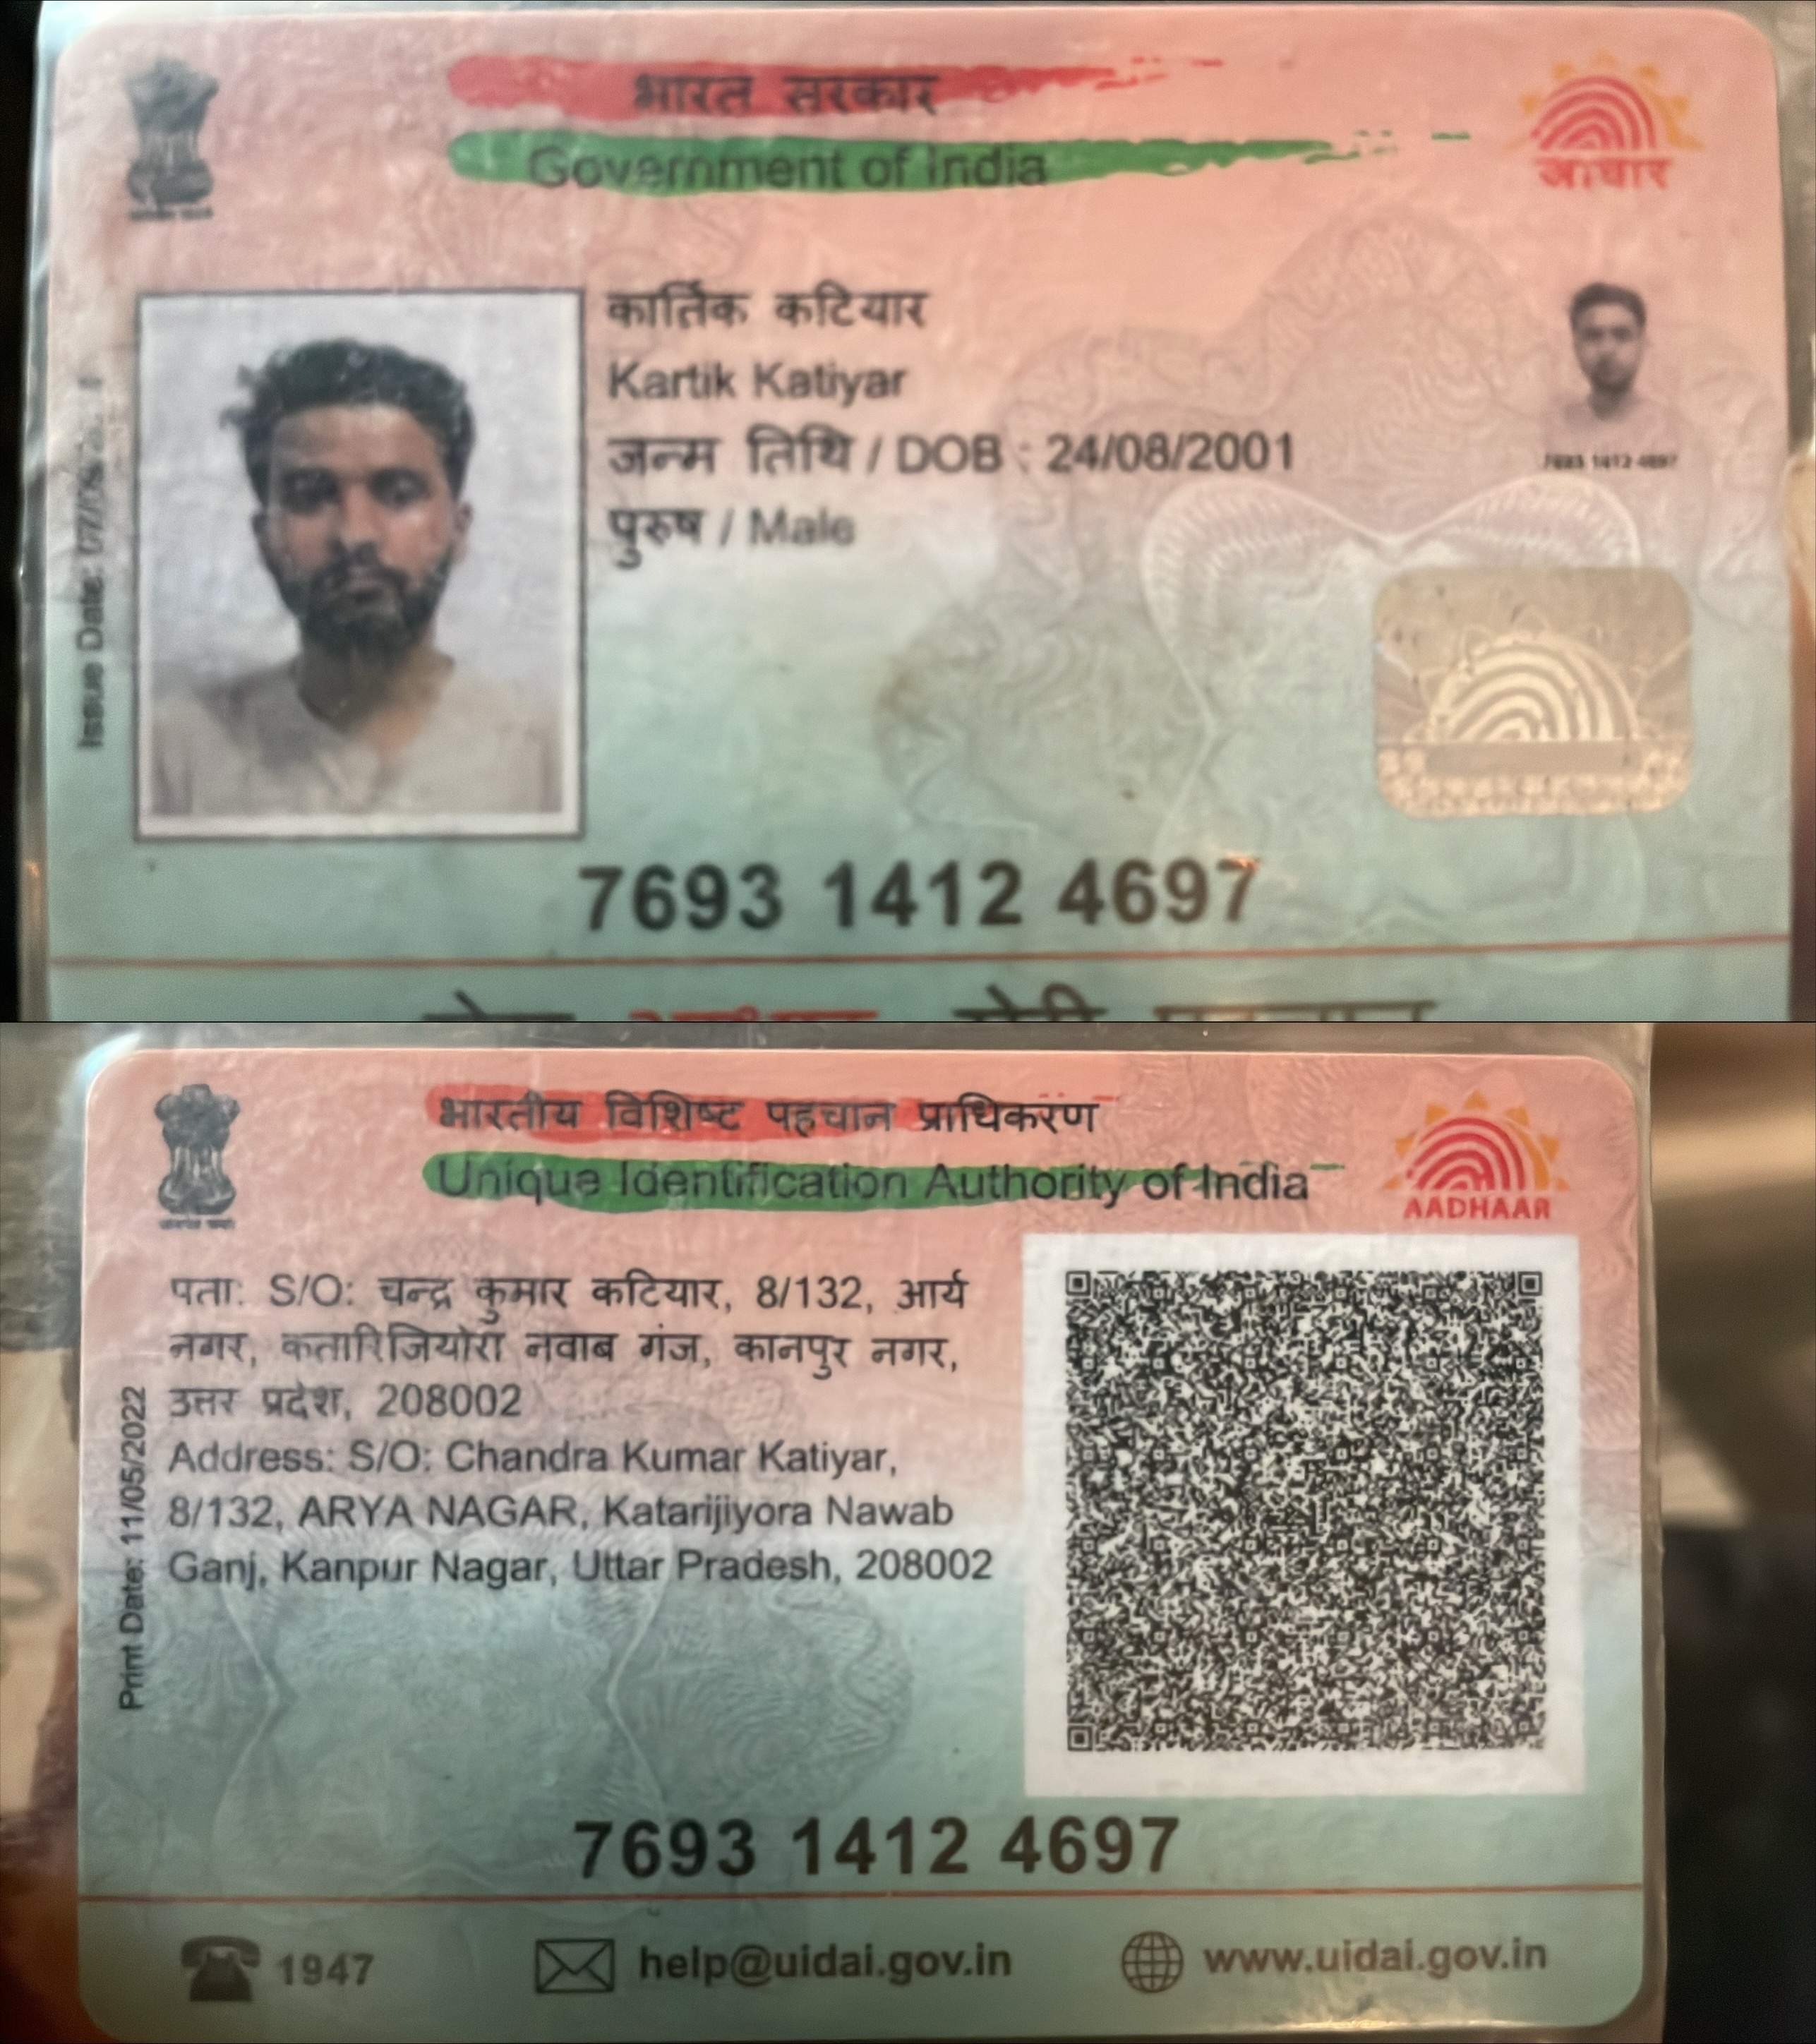 भारत सरकार
Government of India
आधार
कार्तिक कटियार
Kartik Katiyar
जन्म तिथि / DOB : 24/08/2001
पुरुष / Male
Issue Date:
7693 1412 4697
7693 1412 4697
भारतीय विशिष्ट पहचान प्राधिकरण
Unique Identification Authority of India
AADHAAR
पता: S/O: चन्द्र कुमार कटियार, 8/132, आर्य
नगर, कतारिजियोरा नवाब गंज, कानपुर नगर,
उत्तर प्रदेश, 208002
Address: S/O: Chandra Kumar Katiyar,
8/132, ARYA NAGAR, Katarijiyora Nawab
Ganj, Kanpur Nagar, Uttar Pradesh, 208002
Print Date: 11/05/2022
7693 1412 4697
1947
help@uidai.gov.in
www.uidai.gov.in